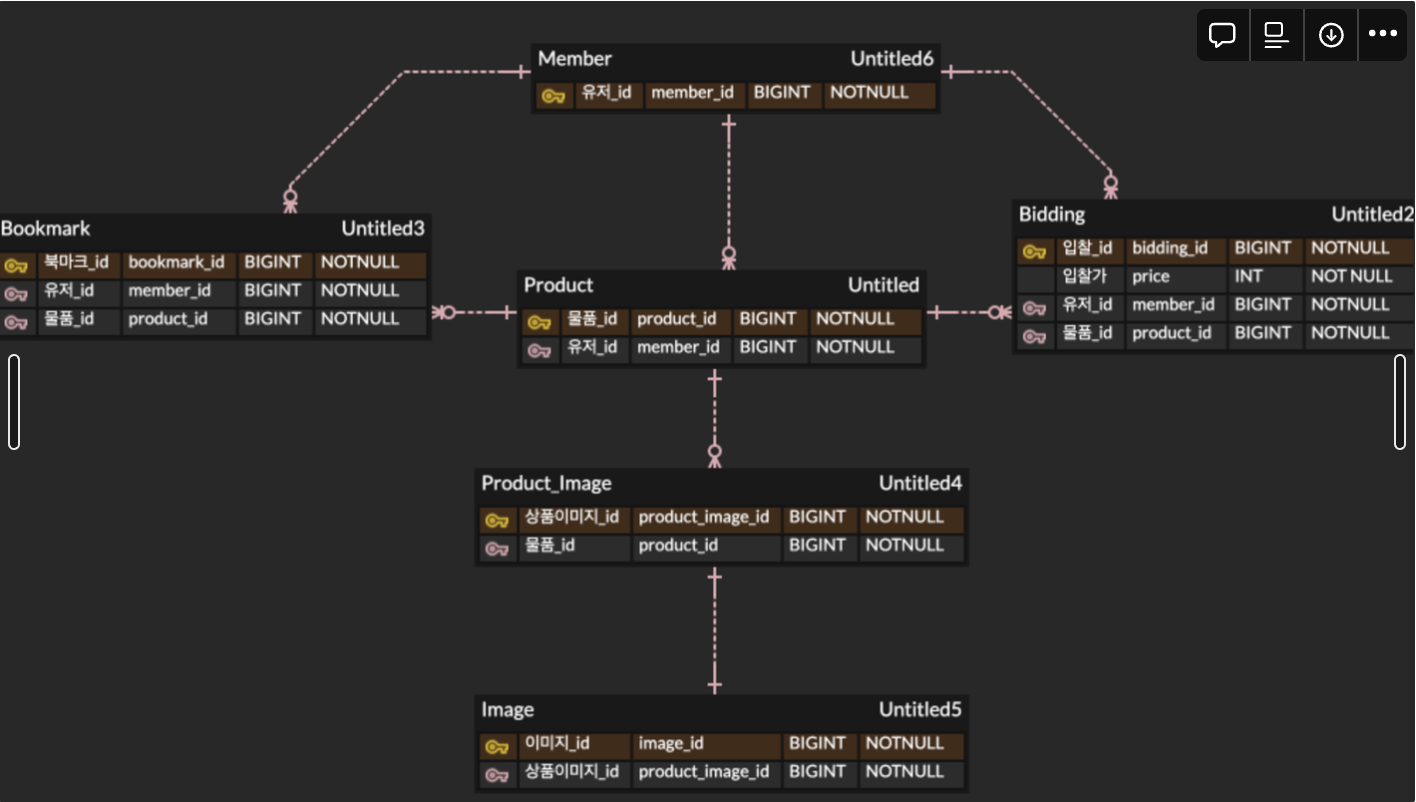 Member Untitled6
유저_id member_id BIGINT NOTNULL
Bookmark Untitled3
북마크_id bookmark_id BIGINT NOTNULL
유저_id member_id BIGINT NOTNULL
물품_id product_id BIGINT NOTNULL
Product Untitled
물품_id product_id BIGINT NOTNULL
유저_id member_id BIGINT NOTNULL
Bidding Untitled2
입찰_id bidding_id BIGINT NOTNULL
입찰가 price INT NOT NULL
유저_id member_id BIGINT NOTNULL
물품_id product_id BIGINT NOTNULL
Product_Image Untitled4
상품이미지_id product_image_id BIGINT NOTNULL
물품_id product_id BIGINT NOTNULL
Image Untitled5
이미지_id image_id BIGINT NOTNULL
상품이미지_id product_image_id BIGINT NOTNULL